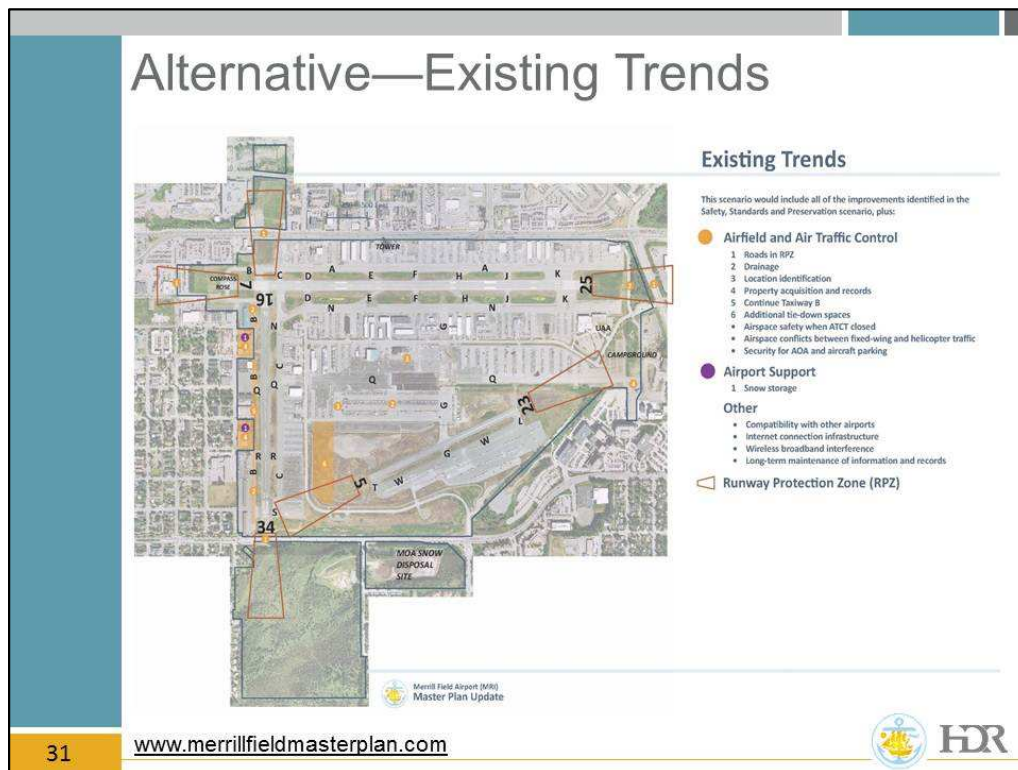 Alternative—Existing Trends
TOWER
COMPASS
ROSE
B C D A E F H A J K
7
16
25
D N E F H N J K
G
UAA
CAMPGROUND
B N
B C
Q Q
Q Q
G
23
L
W
G
W
T
5
R R
B C
S
34
MOA SNOW
DISPOSAL
SITE
Existing Trends
This scenario would include all of the improvements identified in the
Safety, Standards and Preservation scenario, plus:
Airfield and Air Traffic Control
1 Roads in RPZ
2 Drainage
3 Location identification
4 Property acquisition and records
5 Continue Taxiway B
6 Additional tie-down spaces
• Airspace safety when ATCT closed
• Airspace conflicts between fixed-wing and helicopter traffic
• Security for AOA and aircraft parking
Airport Support
1 Snow storage
Other
• Compatibility with other airports
• Internet connection infrastructure
• Wireless broadband interference
• Long-term maintenance of information and records
Runway Protection Zone (RPZ)
Merrill Field Airport (MRI)
Master Plan Update
31
www.merrillfieldmasterplan.com
HDR